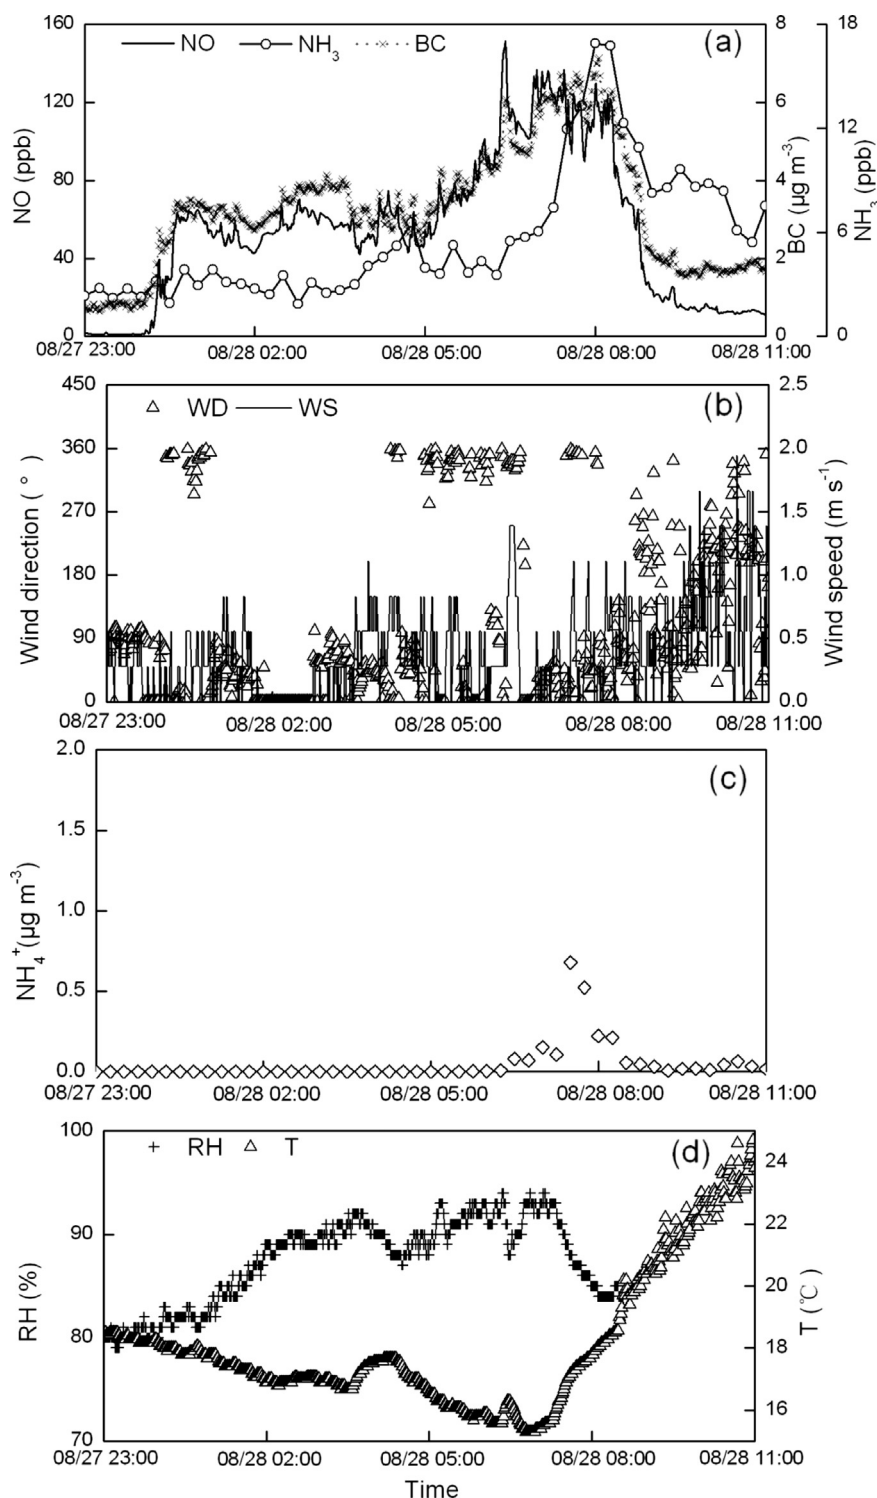 160
120
80
40
0
NO (ppb)
NO NH₃ BC
(a)
8
6
4
2
0
BC (µg m⁻³)
18
12
6
0
NH₃ (ppb)
08/27 23:00 08/28 02:00 08/28 05:00 08/28 08:00 08/28 11:00
450
360
270
180
90
0
Wind direction ( ° )
WD WS
(b)
2.5
2.0
1.5
1.0
0.5
0.0
Wind speed (m s⁻¹)
08/27 23:00 08/28 02:00 08/28 05:00 08/28 08:00 08/28 11:00
2.0
1.5
1.0
0.5
0.0
NH₄⁺(µg m⁻³)
(c)
08/27 23:00 08/28 02:00 08/28 05:00 08/28 08:00 08/28 11:00
100
90
80
70
RH (%)
RH T
(d)
24
22
20
18
16
T (℃)
08/27 23:00 08/28 02:00 08/28 05:00 08/28 08:00 08/28 11:00
Time